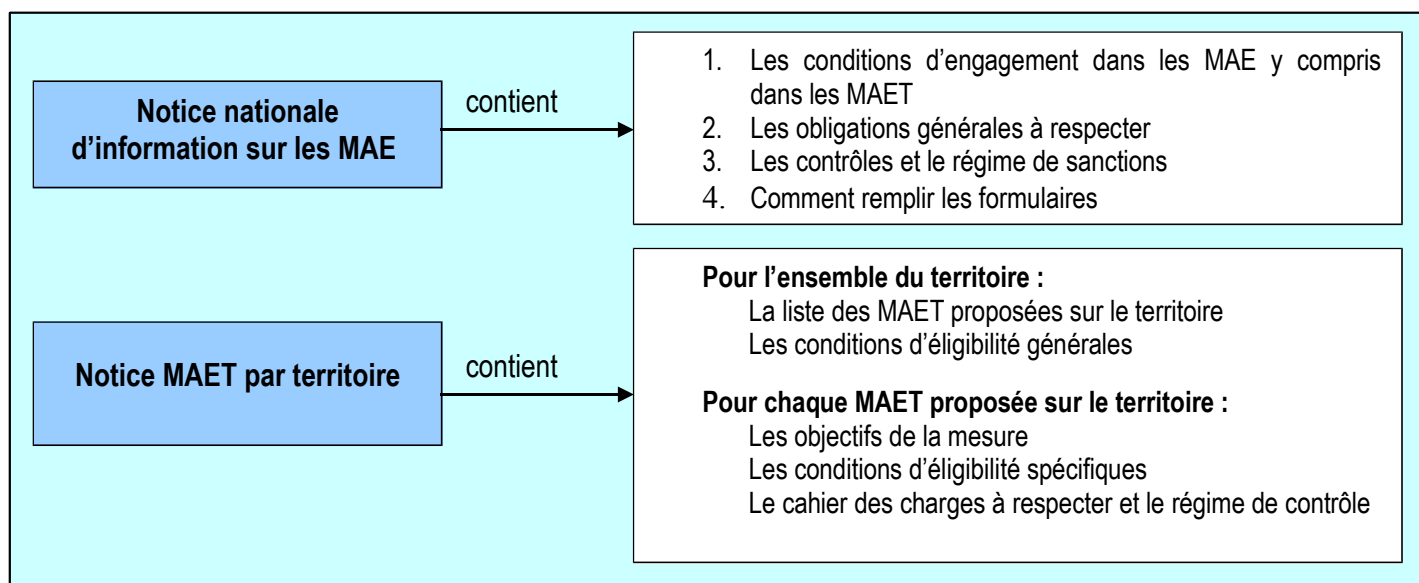 Notice nationale
d'information sur les MAE
contient
1. Les conditions d'engagement dans les MAE y compris
dans les MAET
2. Les obligations générales à respecter
3. Les contrôles et le régime de sanctions
4. Comment remplir les formulaires
Notice MAET par territoire
contient
Pour l'ensemble du territoire :
La liste des MAET proposées sur le territoire
Les conditions d'éligibilité générales
Pour chaque MAET proposée sur le territoire :
Les objectifs de la mesure
Les conditions d'éligibilité spécifiques
Le cahier des charges à respecter et le régime de contrôle